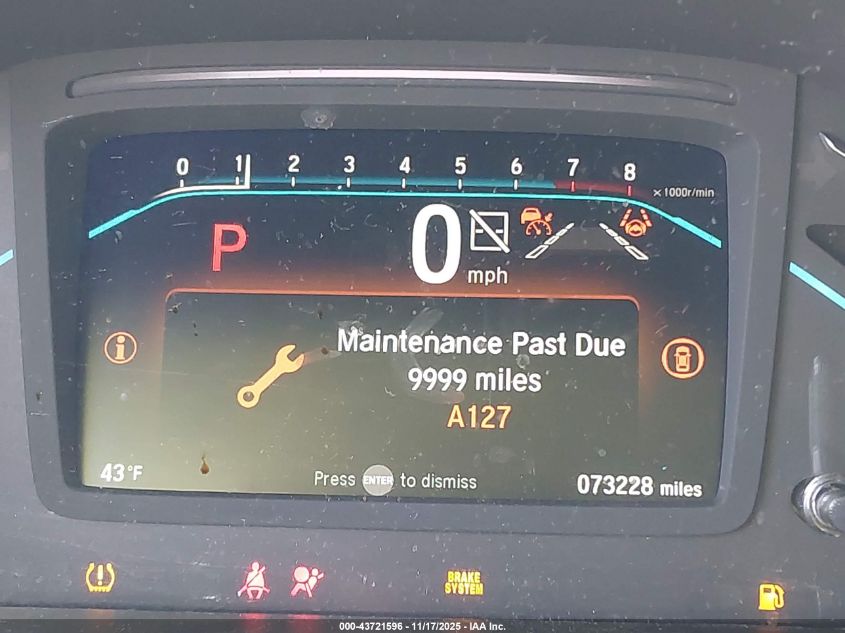 0 1 2 3 4 5 6 7 8
x1000r/min
P 0
mph
Maintenance Past Due
9999 miles
A127
43°F
Press ENTER to dismiss
073228 miles
BRAKE
SYSTEM
000-43721596 - 11/17/2025 - IAA Inc.